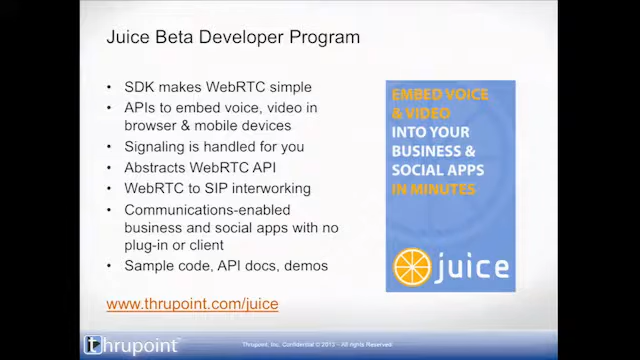 Juice Beta Developer Program
• SDK makes WebRTC simple
• APIs to embed voice, video in
browser & mobile devices
• Signaling is handled for you
• Abstracts WebRTC API
• WebRTC to SIP interworking
• Communications-enabled
business and social apps with no
plug-in or client
• Sample code, API docs, demos
www.thrupoint.com/juice
EMBED VOICE
& VIDEO
INTO YOUR
BUSINESS &
SOCIAL APPS
IN MINUTES
juice
thrupoint
Thrupoint, Inc. Confidential © 2013 - All rights Reserved